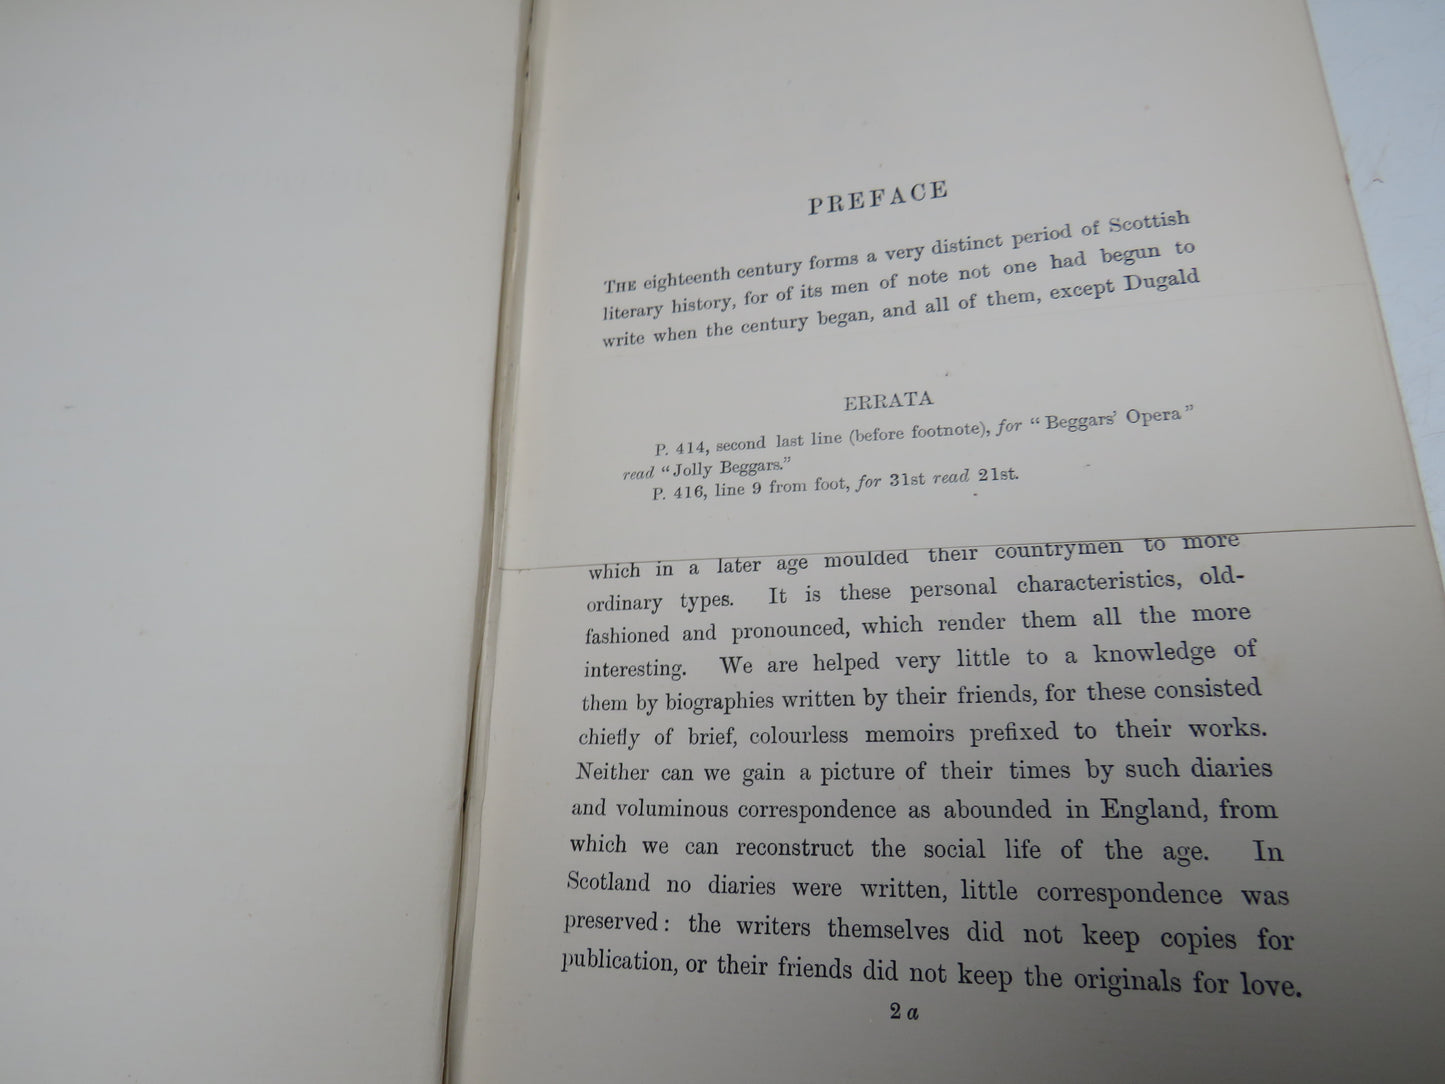 PREFACE
THE eighteenth century forms a very distinct period of Scottish
literary history, for of its men of note not one had begun to
write when the century began, and all of them, except Dugald
ERRATA
P. 414, second last line (before footnote), for “Beggars' Opera”
read “Jolly Beggars.”
P. 416, line 9 from foot, for 31st read 21st.
which in a later age moulded their countrymen to more
ordinary types. It is these personal characteristics, old-
fashioned and pronounced, which render them all the more
interesting. We are helped very little to a knowledge of
them by biographies written by their friends, for these consisted
chiefly of brief, colourless memoirs prefixed to their works.
Neither can we gain a picture of their times by such diaries
and voluminous correspondence as abounded in England, from
which we can reconstruct the social life of the age. In
Scotland no diaries were written, little correspondence was
preserved: the writers themselves did not keep copies for
publication, or their friends did not keep the originals for love.
2 a